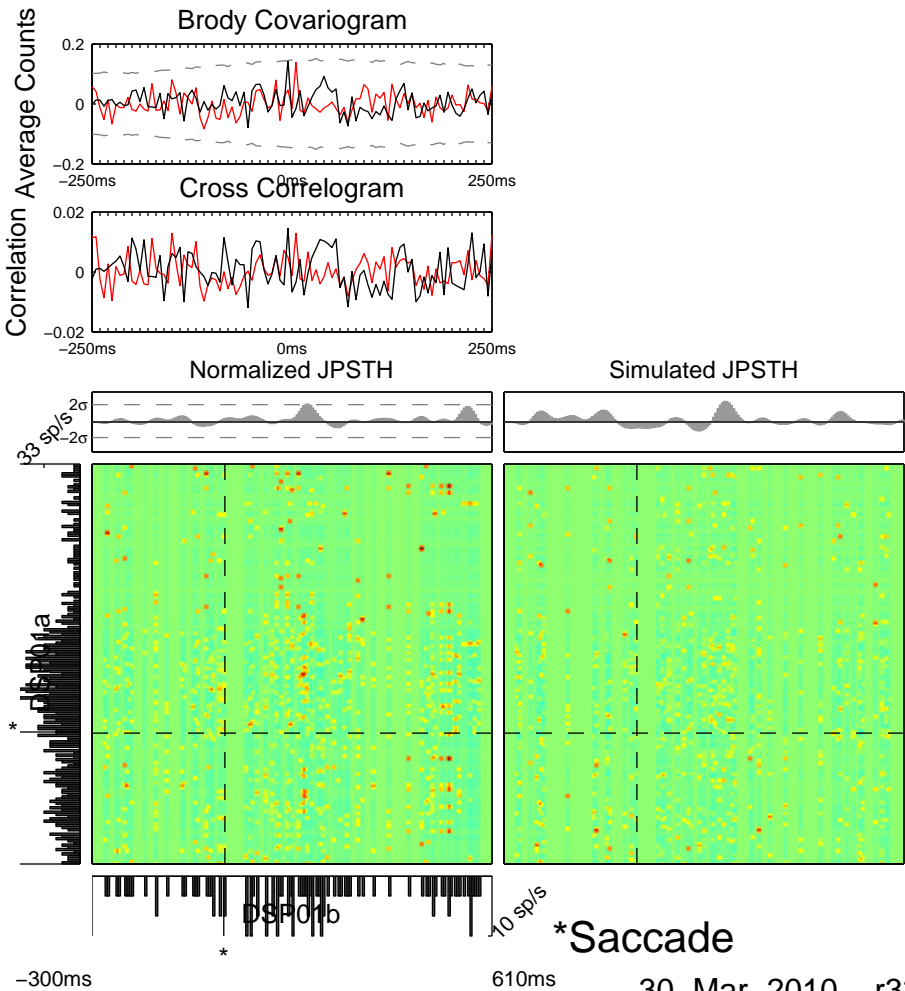 Brody Covariogram
Average Counts
0.2
0
−0.2
−250ms
0ms
250ms
Cross Correlogram
Correlation
0.02
0
−0.02
−250ms
0ms
250ms
Normalized JPSTH
Simulated JPSTH
33 sp/s
2σ
−2σ
DSP01a
*
DSP01b
10 sp/s
*
*Saccade
−300ms
610ms
30 Mar 2010